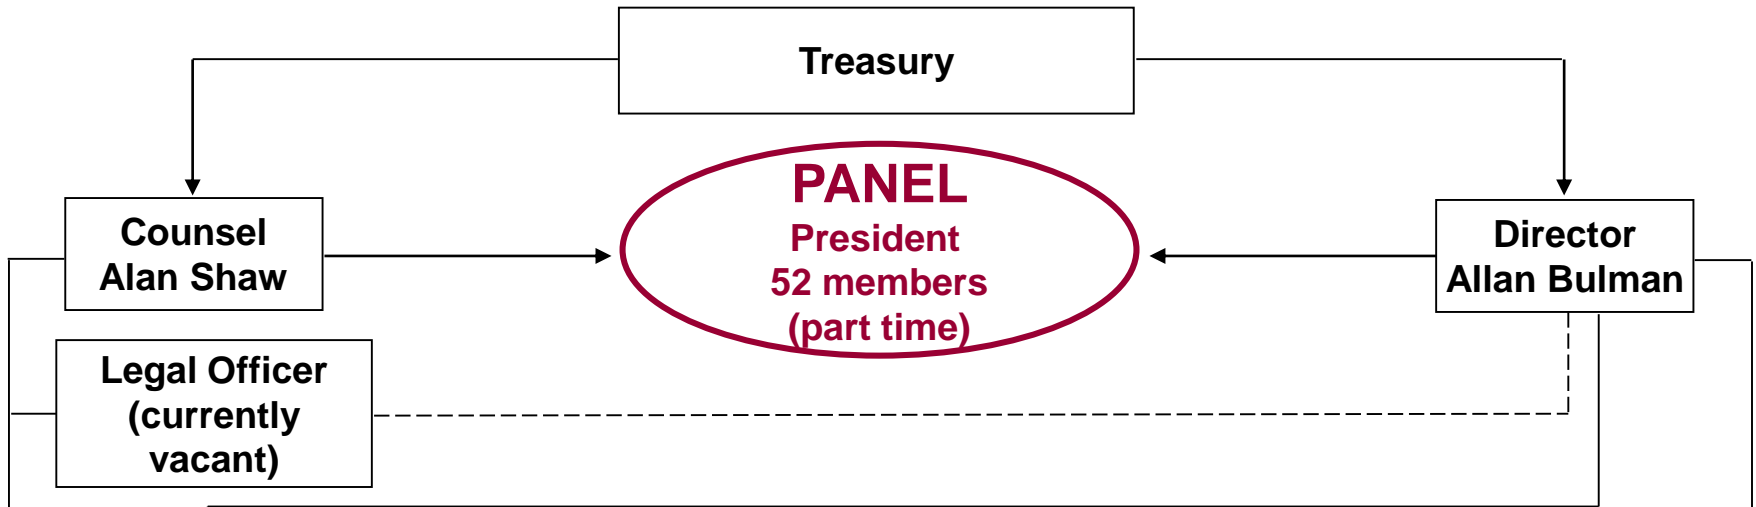 Treasury
PANEL
President
52 members
(part time)
Counsel
Alan Shaw
Director
Allan Bulman
Legal Officer
(currently
vacant)